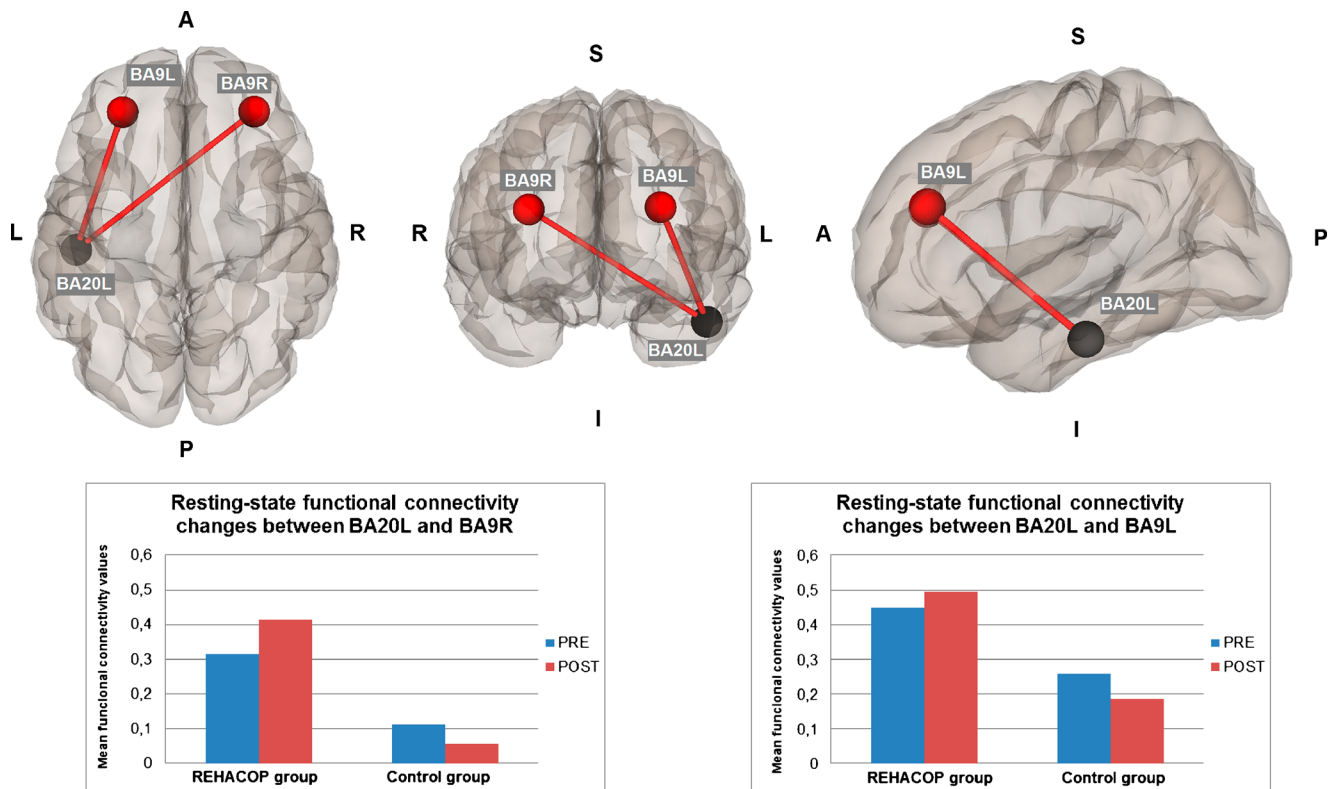 A
BA9L
BA9R
L
R
BA20L
P
S
BA9R
BA9L
R
L
BA20L
I
S
BA9L
A
P
BA20L
I
Resting-state functional connectivity
changes between BA20L and BA9R
Mean funclional connectivity values
0,6
0,5
0,4
0,3
0,2
0,1
0
REHACOP group
Control group
PRE
POST
Resting-state functional connectivity
changes between BA20L and BA9L
Mean funclional connectivity values
0,6
0,5
0,4
0,3
0,2
0,1
0
REHACOP group
Control group
PRE
POST